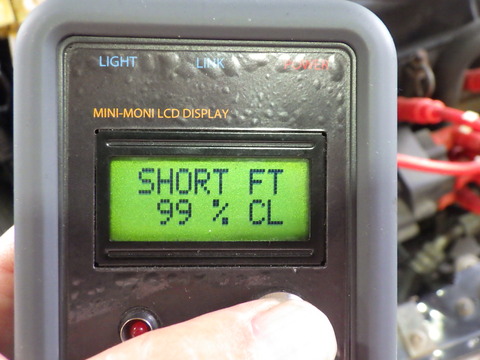 LIGHT LINK POWER
MINI-MONI LCD DISPLAY
SHORT FT
99 % CL